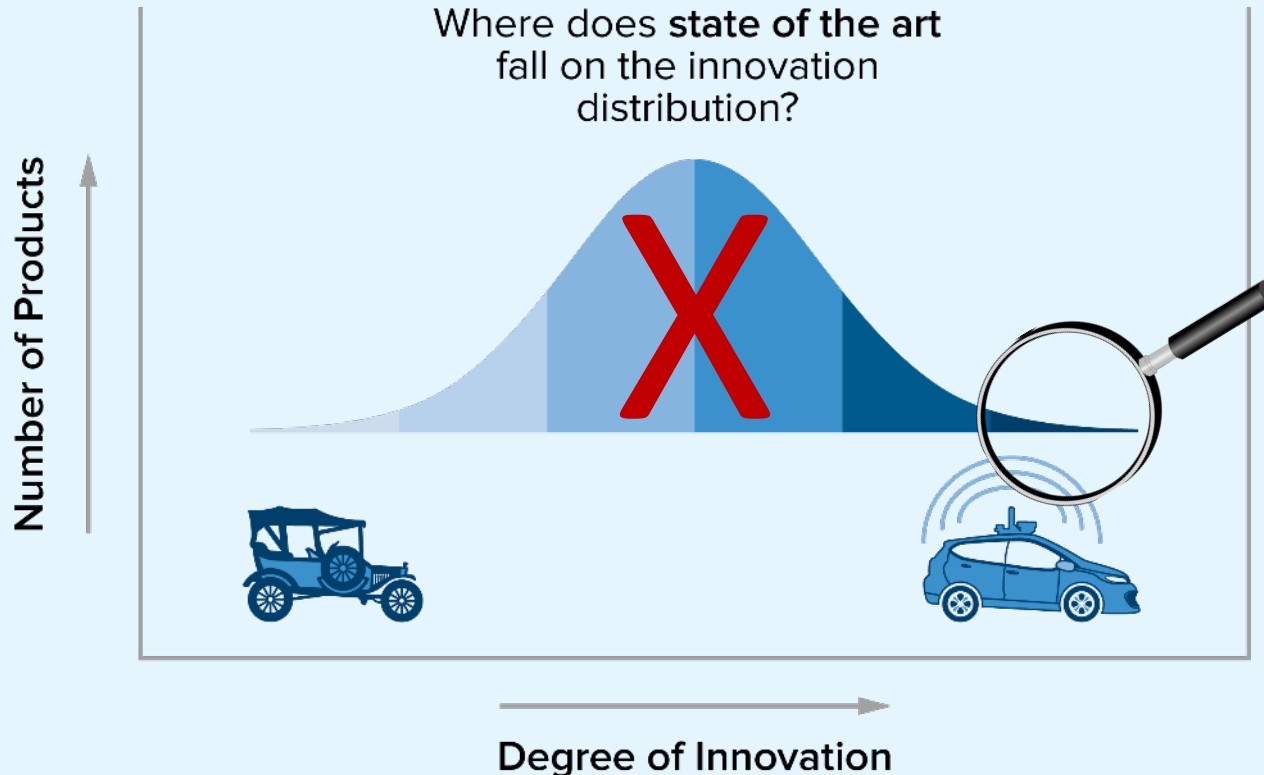 Where does state of the art
fall on the innovation
distribution?
Number of Products
X
Degree of Innovation